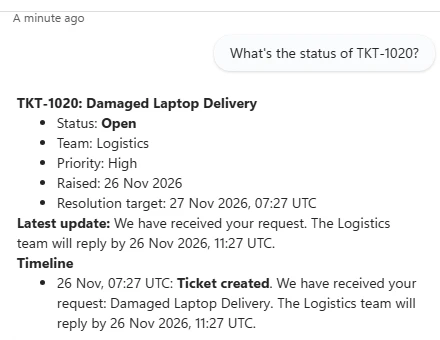 A minute ago
What's the status of TKT-1020?
TKT-1020: Damaged Laptop Delivery
• Status: Open
• Team: Logistics
• Priority: High
• Raised: 26 Nov 2026
• Resolution target: 27 Nov 2026, 07:27 UTC
Latest update: We have received your request. The Logistics
team will reply by 26 Nov 2026, 11:27 UTC.
Timeline
• 26 Nov, 07:27 UTC: Ticket created. We have received your
request: Damaged Laptop Delivery. The Logistics team will
reply by 26 Nov 2026, 11:27 UTC.